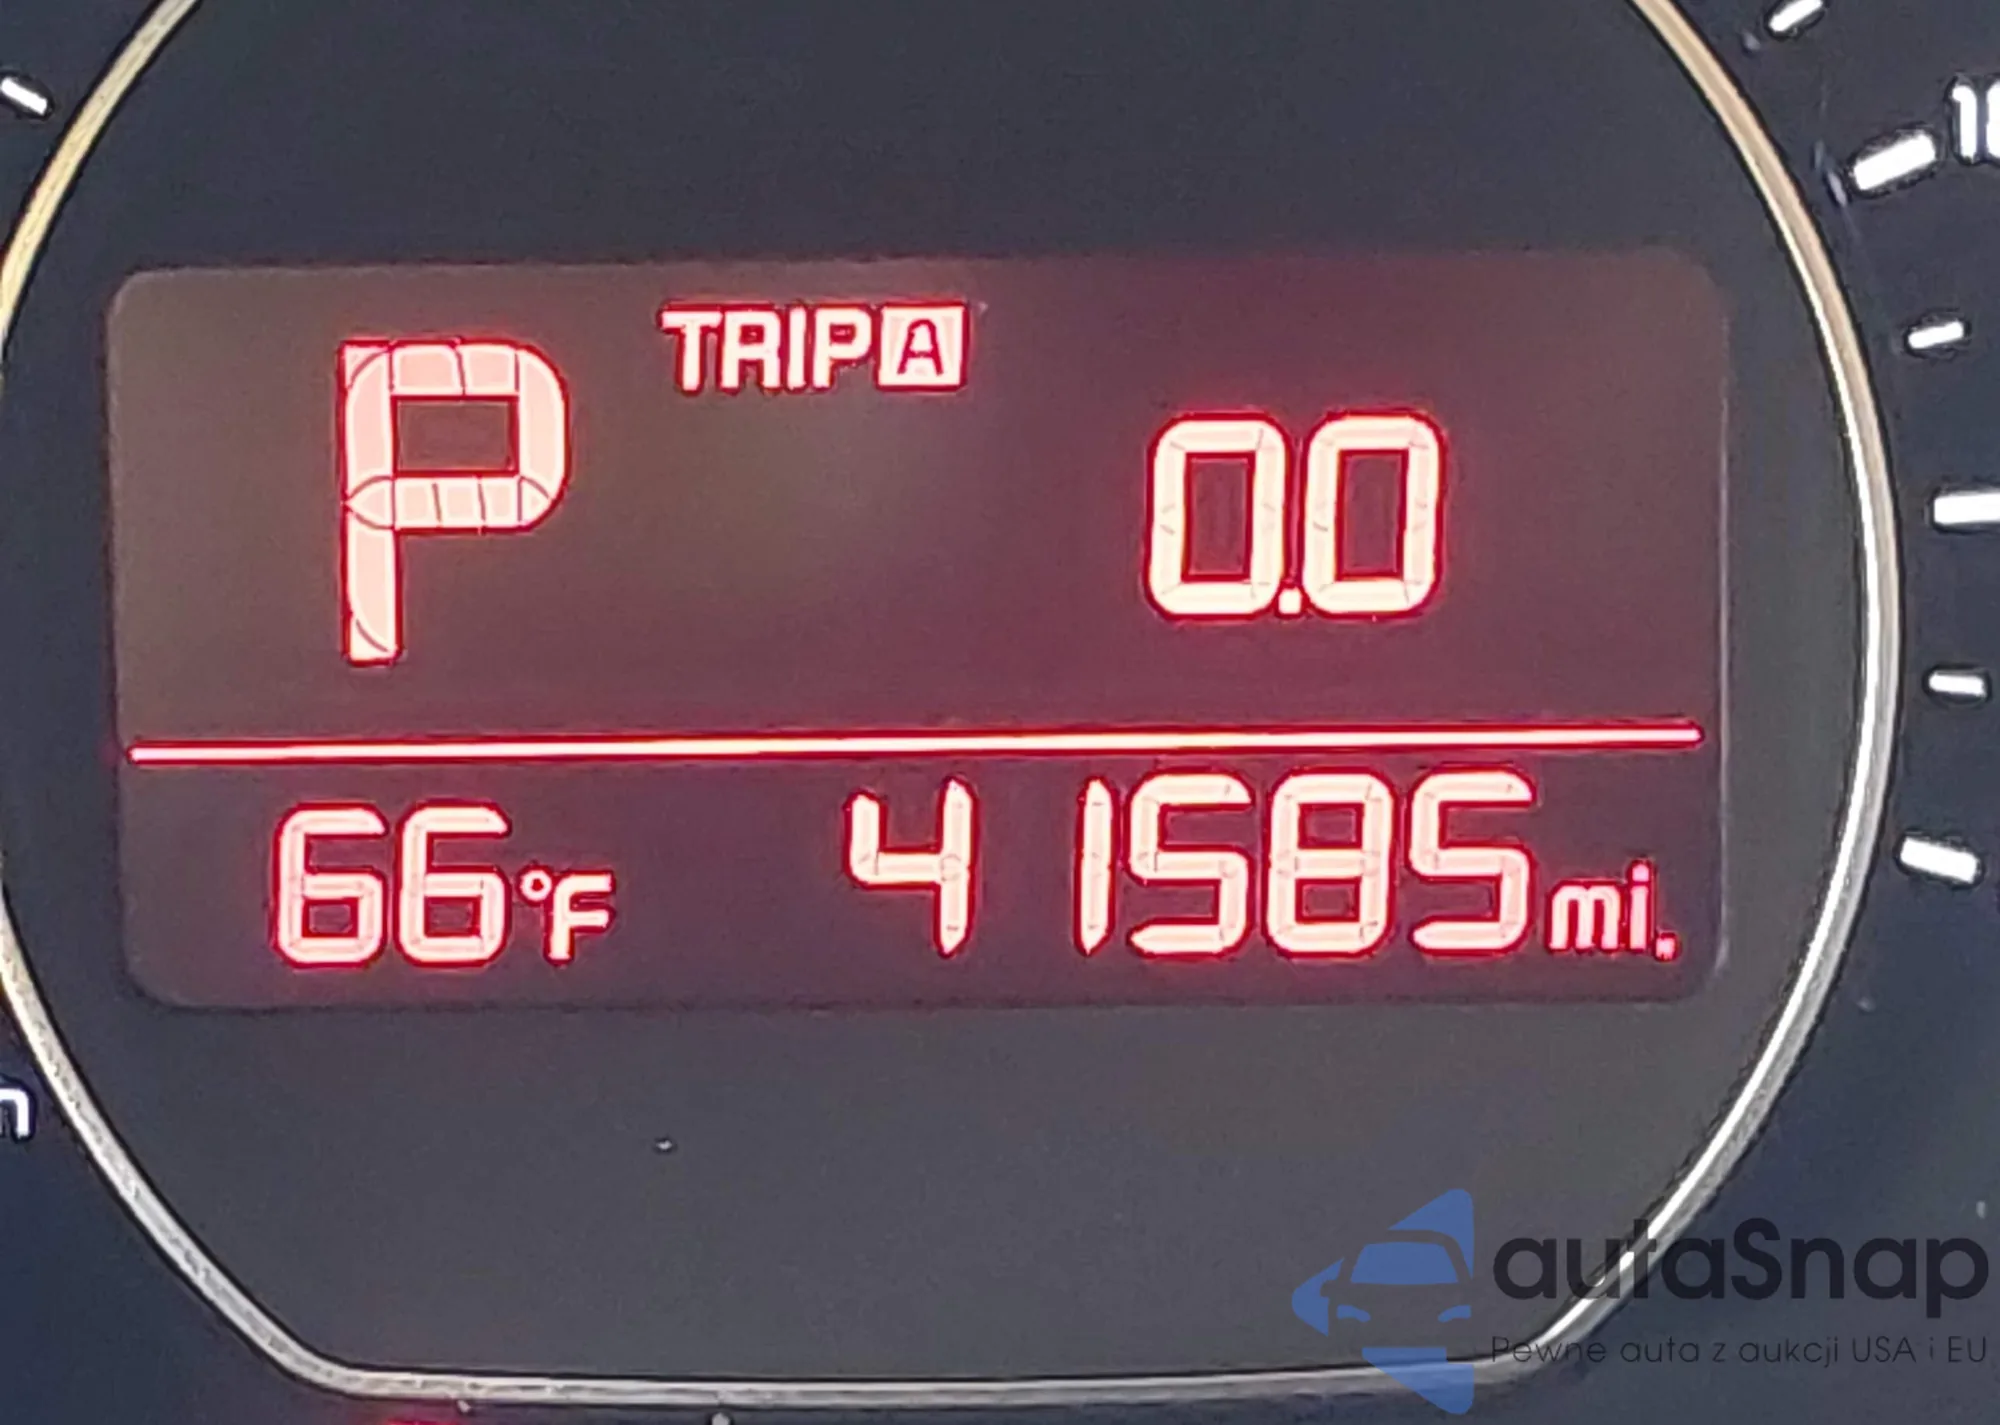 TRIP A
P 0.0
66°F 41585 mi.
autaSnap
Pewne auta z aukcji USA i EU